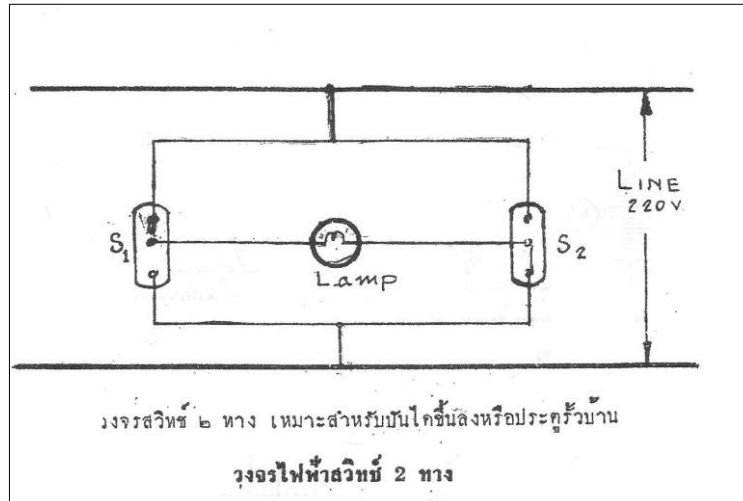 LINE
220V
S1
S2
Lamp
วงจรสวิทช์ ๒ ทาง เหมาะสำหรับบันไดขึ้นลงหรือประตูรั้วบ้าน
วงจรไฟฟ้าสวิทช์ 2 ทาง